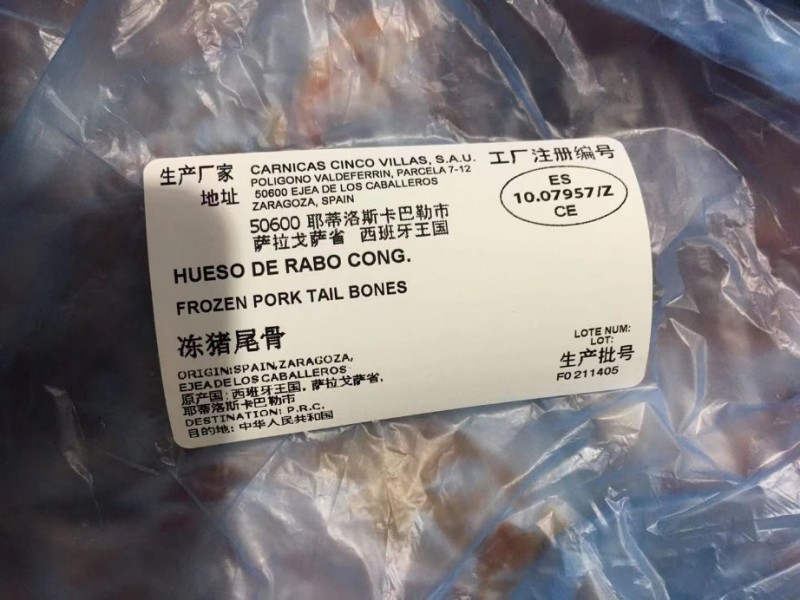 生产厂家 CARNICAS CINCO VILLAS, S.A.U.
地址 POLIGONO VALDEFERRIN, PARCELA 7-12
50600 EJEA DE LOS CABALLEROS
ZARAGOZA, SPAIN
50600 耶蒂洛斯卡巴勒市
萨拉戈萨省 西班牙王国
工厂注册编号
ES
10.07957/Z
CE
HUESO DE RABO CONG.
FROZEN PORK TAIL BONES
冻猪尾骨
ORIGIN:SPAIN,ZARAGOZA,
EJEA DE LOS CABALLEROS
原产国: 西班牙王国, 萨拉戈萨省,
耶蒂洛斯卡巴勒市
DESTINATION: P.R.C.
目的地: 中华人民共和国
LOTE NUM:
LOT:
生产批号
F0 211405